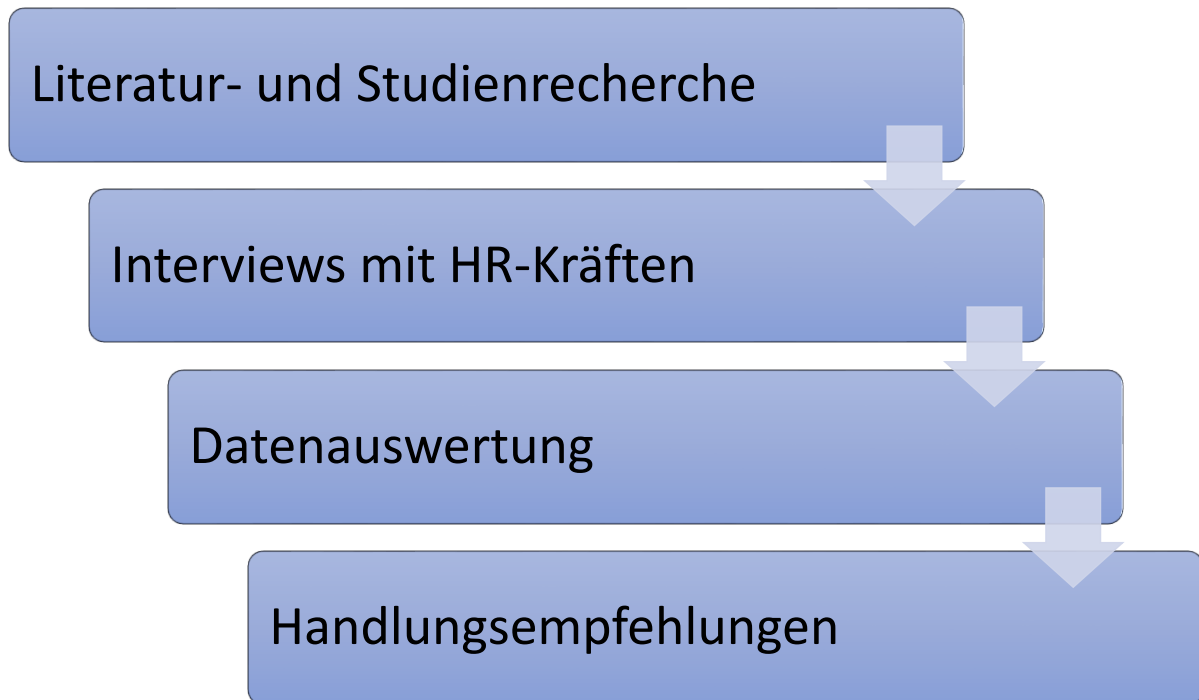 Literatur- und Studienrecherche
Interviews mit HR-Kräften
Datenauswertung
Handlungsempfehlungen